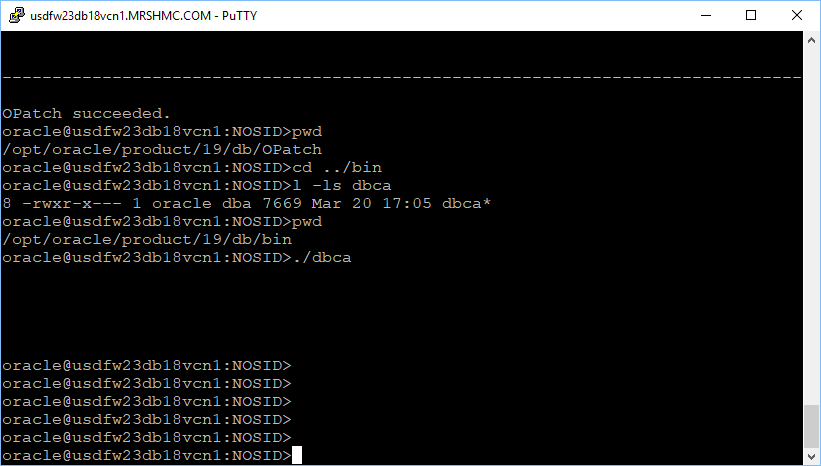 usdfw23db18vcn1.MRSHMC.COM - PuTTY
--------------------------------------------------------------------------------
OPatch succeeded.
oracle@usdfw23db18vcn1:NOSID>pwd
/opt/oracle/product/19/db/OPatch
oracle@usdfw23db18vcn1:NOSID>cd ../bin
oracle@usdfw23db18vcn1:NOSID>l -ls dbca
8 -rwxr-x--- 1 oracle dba 7669 Mar 20 17:05 dbca*
oracle@usdfw23db18vcn1:NOSID>pwd
/opt/oracle/product/19/db/bin
oracle@usdfw23db18vcn1:NOSID>./dbca
oracle@usdfw23db18vcn1:NOSID>
oracle@usdfw23db18vcn1:NOSID>
oracle@usdfw23db18vcn1:NOSID>
oracle@usdfw23db18vcn1:NOSID>
oracle@usdfw23db18vcn1:NOSID>
oracle@usdfw23db18vcn1:NOSID>